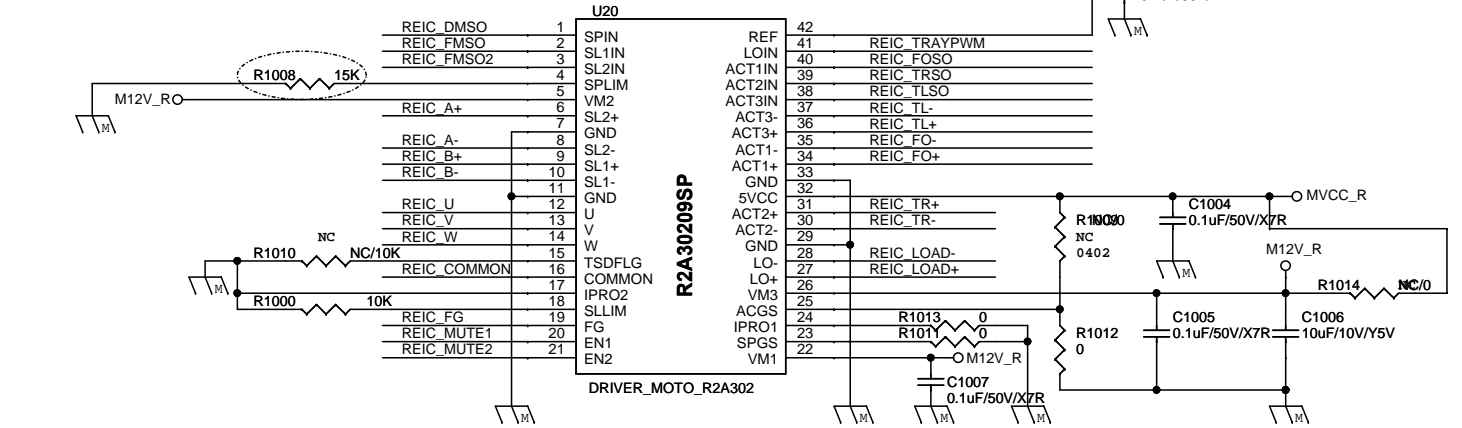 U20
REIC_DMSO 1 SPIN REF 42
REIC_FMSO 2 SL1IN LOIN 41 REIC_TRAYPWM
REIC_FMSO2 3 SL2IN ACT1IN 40 REIC_FOSO
R1008 15K 4 SPLIM ACT2IN 39 REIC_TRSO
M12V_R 5 VM2 ACT3IN 38 REIC_TLSO
REIC_A+ 6 SL2+ ACT3- 37 REIC_TL-
7 GND ACT3+ 36 REIC_TL+
REIC_A- 8 SL2- ACT1- 35 REIC_FO-
REIC_B+ 9 SL1+ ACT1+ 34 REIC_FO+
REIC_B- 10 SL1- GND 33
11 GND 5VCC 32 MVCC_R
REIC_U 12 U ACT2+ 31 REIC_TR+
REIC_V 13 V ACT2- 30 REIC_TR-
REIC_W 14 W GND 29
NC
R1010 NC/10K 15 TSDFLG LO- 28 REIC_LOAD-
REIC_COMMON 16 COMMON LO+ 27 REIC_LOAD+
17 IPRO2 VM3 26
R1000 10K 18 SLLIM ACGS 25
REIC_FG 19 FG IPRO1 24 R1013 0
REIC_MUTE1 20 EN1 SPGS 23 R1011 0
REIC_MUTE2 21 EN2 VM1 22 M12V_R
R2A30209SP
DRIVER_MOTO_R2A302
C1007
0.1uF/50V/X7R
NC
0402
C1004
0.1uF/50V/X7R
M12V_R
R1014
R1012
0
C1005
0.1uF/50V/X7R
C1006
10uF/10V/Y5V
M
M
M
M
M
M
M
M